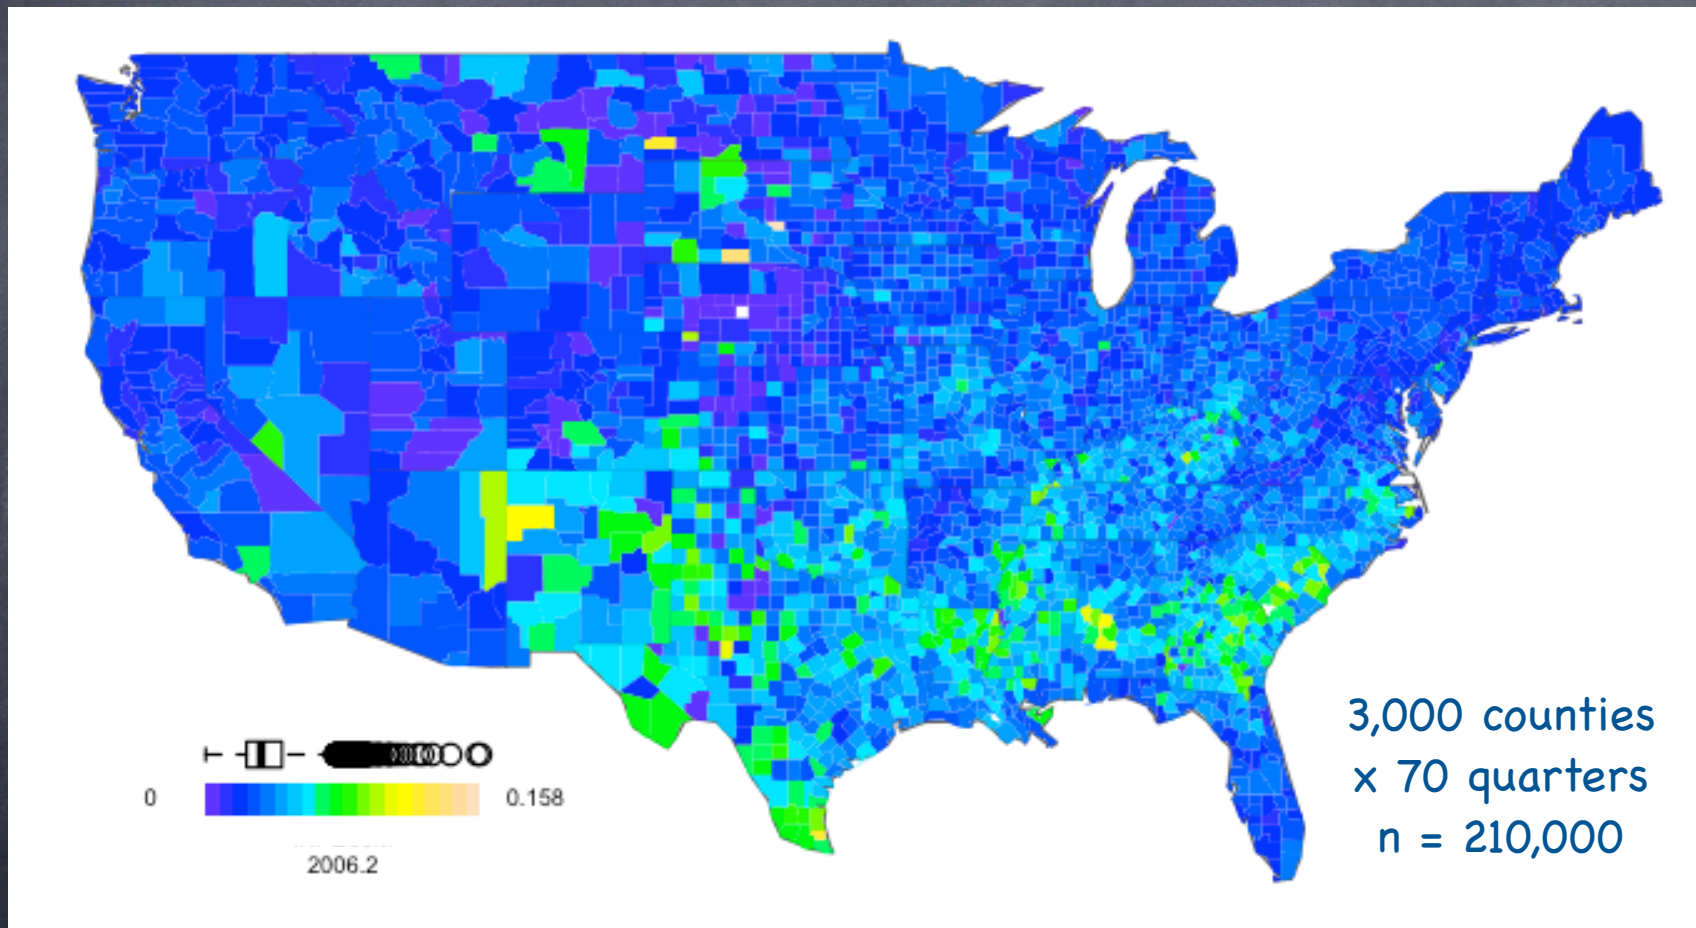 3,000 counties
x 70 quarters
n = 210,000
0 0.158
2006.2